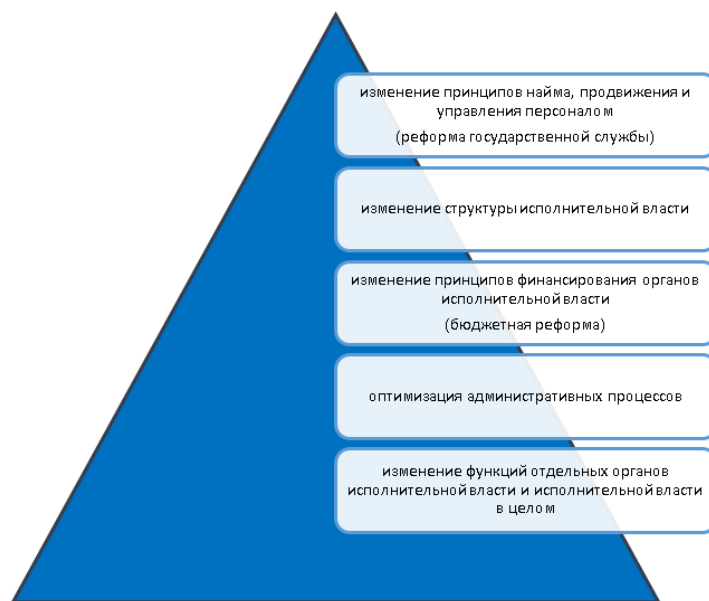 изменение принципов найма, продвижения и
управления персоналом
(реформа государственной службы)
изменение структуры исполнительной власти
изменение принципов финансирования органов
исполнительной власти
(бюджетная реформа)
оптимизация административных процессов
изменение функций отдельных органов
исполнительной власти и исполнительной власти
в целом